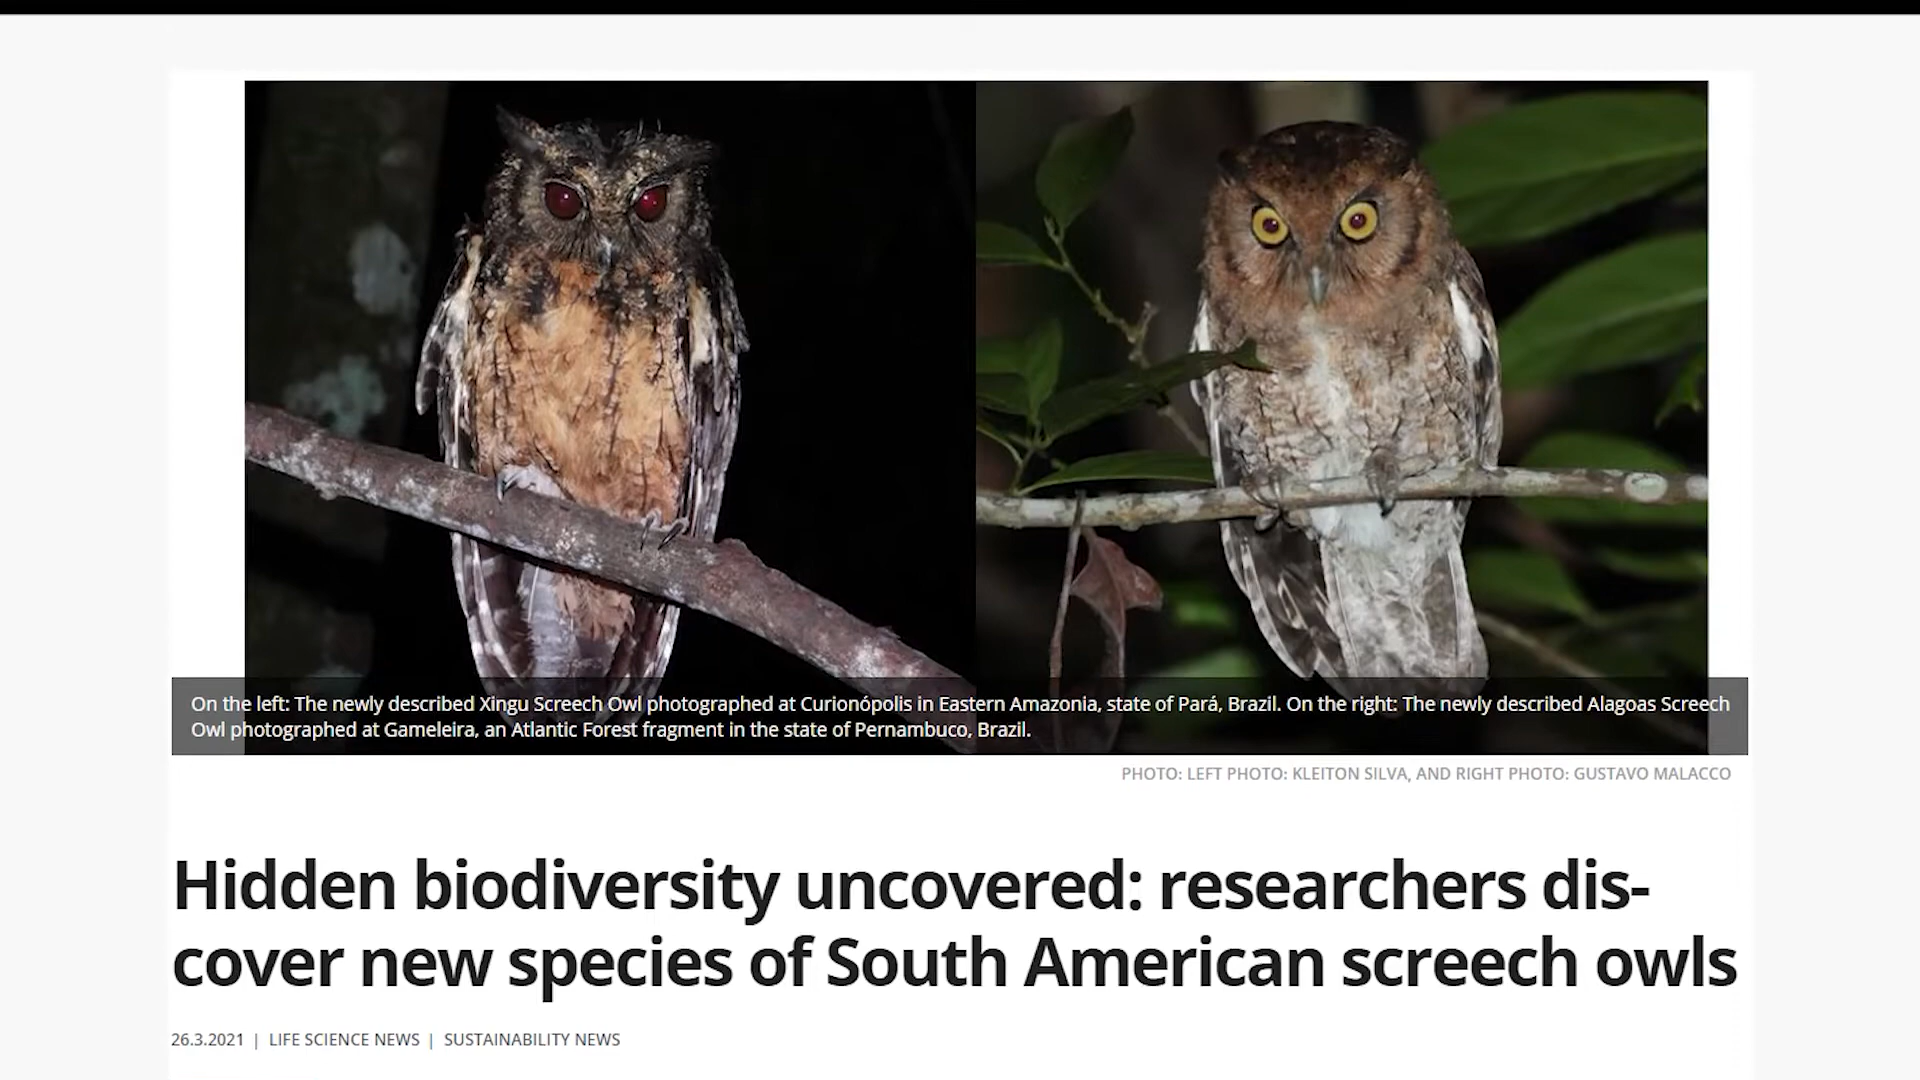 On the left: The newly described Xingu Screech Owl photographed at Curionópolis in Eastern Amazonia, state of Pará, Brazil. On the right: The newly described Alagoas Screech
Owl photographed at Gameleira, an Atlantic Forest fragment in the state of Pernambuco, Brazil.
PHOTO: LEFT PHOTO: KLEITON SILVA, AND RIGHT PHOTO: GUSTAVO MALACCO
Hidden biodiversity uncovered: researchers dis-
cover new species of South American screech owls
26.3.2021 | LIFE SCIENCE NEWS | SUSTAINABILITY NEWS